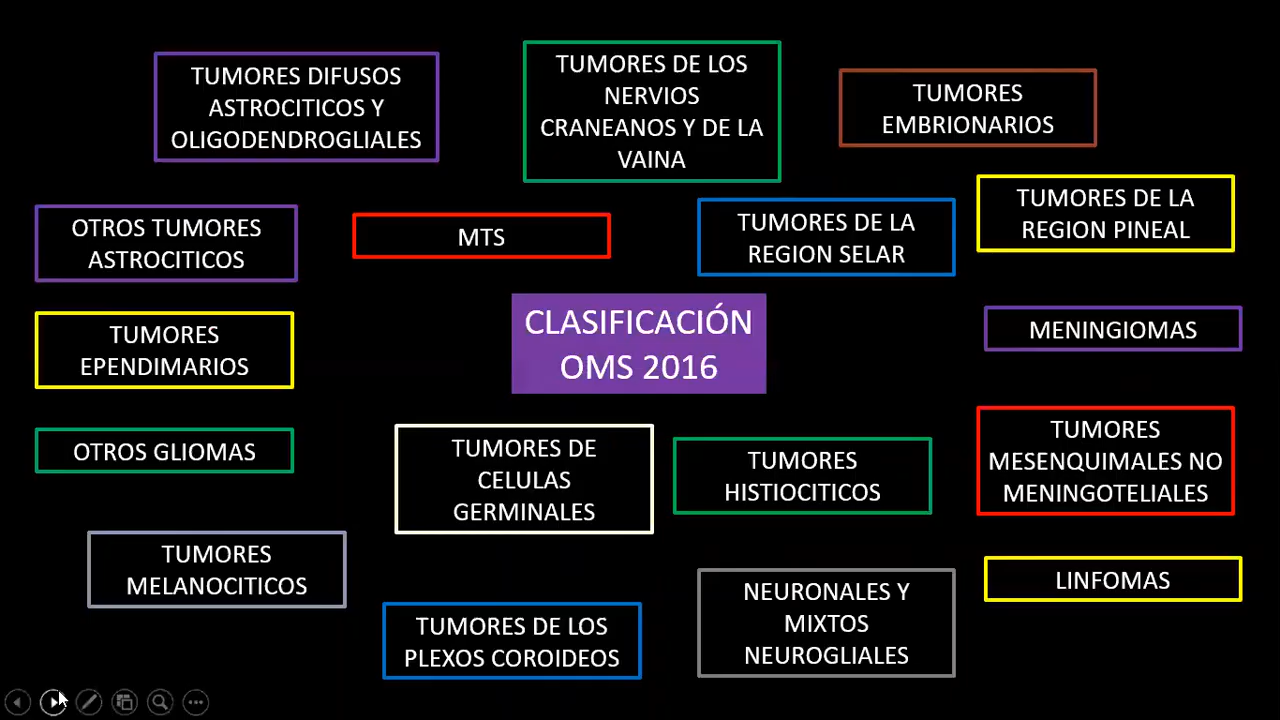 TUMORES DIFUSOS
ASTROCITICOS Y
OLIGODENDROGLIALES
TUMORES DE LOS
NERVIOS
CRANEANOS Y DE LA
VAINA
TUMORES
EMBRIONARIOS
OTROS TUMORES
ASTROCITICOS
MTS
TUMORES DE LA
REGION SELAR
TUMORES DE LA
REGION PINEAL
TUMORES
EPENDIMARIOS
CLASIFICACIÓN
OMS 2016
MENINGIOMAS
OTROS GLIOMAS
TUMORES DE
CELULAS
GERMINALES
TUMORES
HISTIOCITICOS
TUMORES
MESENQUIMALES NO
MENINGOTELIALES
TUMORES
MELANOCITICOS
TUMORES DE LOS
PLEXOS COROIDEOS
NEURONALES Y
MIXTOS
NEUROGLIALES
LINFOMAS